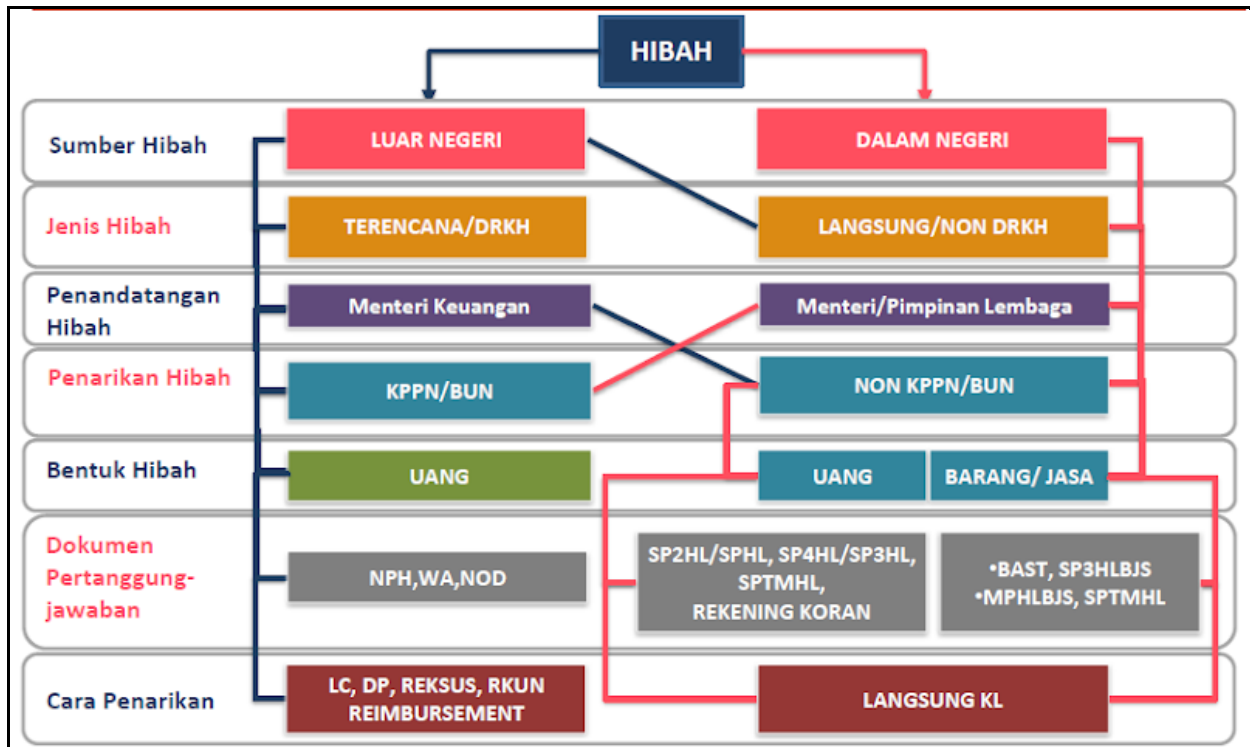 HIBAH
Sumber Hibah
LUAR NEGERI
DALAM NEGERI
Jenis Hibah
TERENCANA/DRKH
LANGSUNG/NON DRKH
Penandatangan
Hibah
Menteri Keuangan
Menteri/Pimpinan Lembaga
Penarikan Hibah
KPPN/BUN
NON KPPN/BUN
Bentuk Hibah
UANG
UANG
BARANG/ JASA
Dokumen
Pertanggung-
jawaban
NPH,WA,NOD
SP2HL/SPHL, SP4HL/SP3HL,
SPTMHL,
REKENING KORAN
•BAST, SP3HLBJS
•MPHLBJS, SPTMHL
Cara Penarikan
LC, DP, REKSUS, RKUN
REIMBURSEMENT
LANGSUNG KL